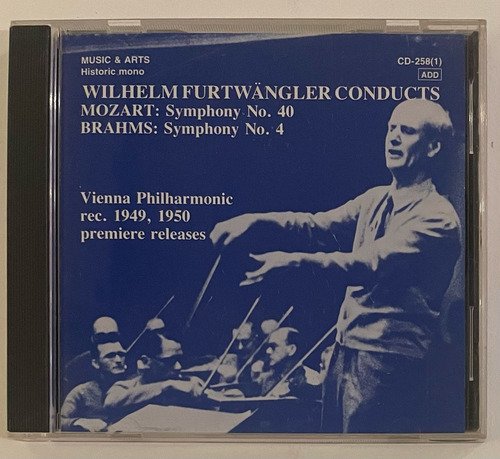 MUSIC & ARTS
Historic mono
CD-258(1)
ADD
WILHELM FURTWÄNGLER CONDUCTS
MOZART: Symphony No. 40
BRAHMS: Symphony No. 4
Vienna Philharmonic
rec. 1949, 1950
premiere releases